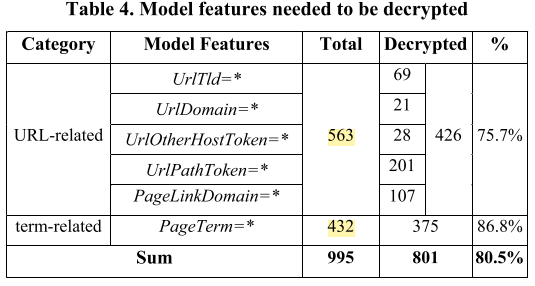 Table 4. Model features needed to be decrypted
Category Model Features Total Decrypted %
URL-related UrlTld=* 563 69 426 75.7%
UrlDomain=* 21
UrlOtherHostToken=* 28
UrlPathToken=* 201
PageLinkDomain=* 107
term-related PageTerm=* 432 375 86.8%
Sum 995 801 80.5%